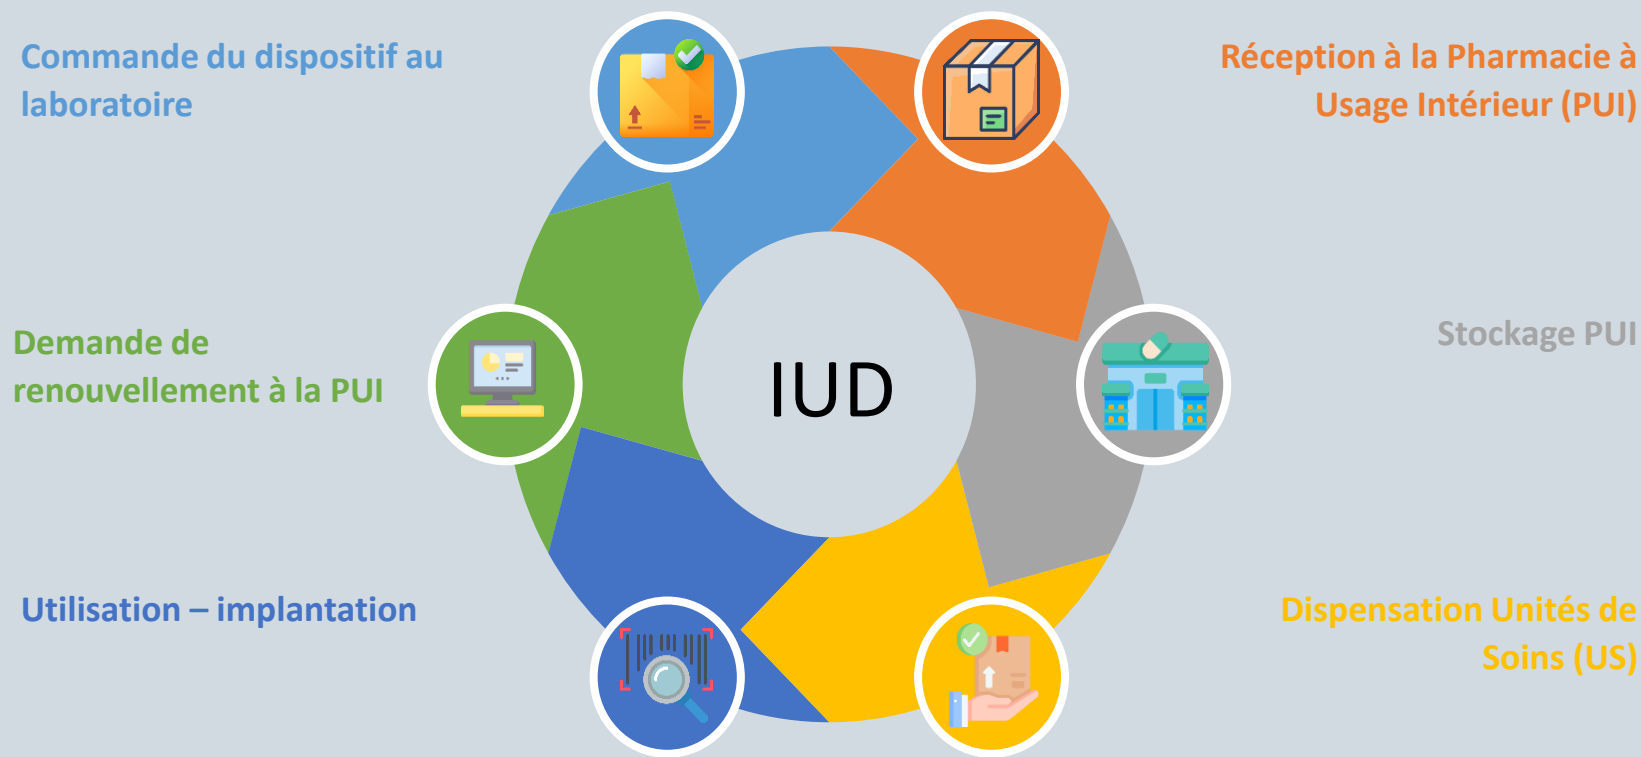 Commande du dispositif au
laboratoire
Réception à la Pharmacie à
Usage Intérieur (PUI)
Demande de
renouvellement à la PUI
IUD
Stockage PUI
Utilisation – implantation
Dispensation Unités de
Soins (US)